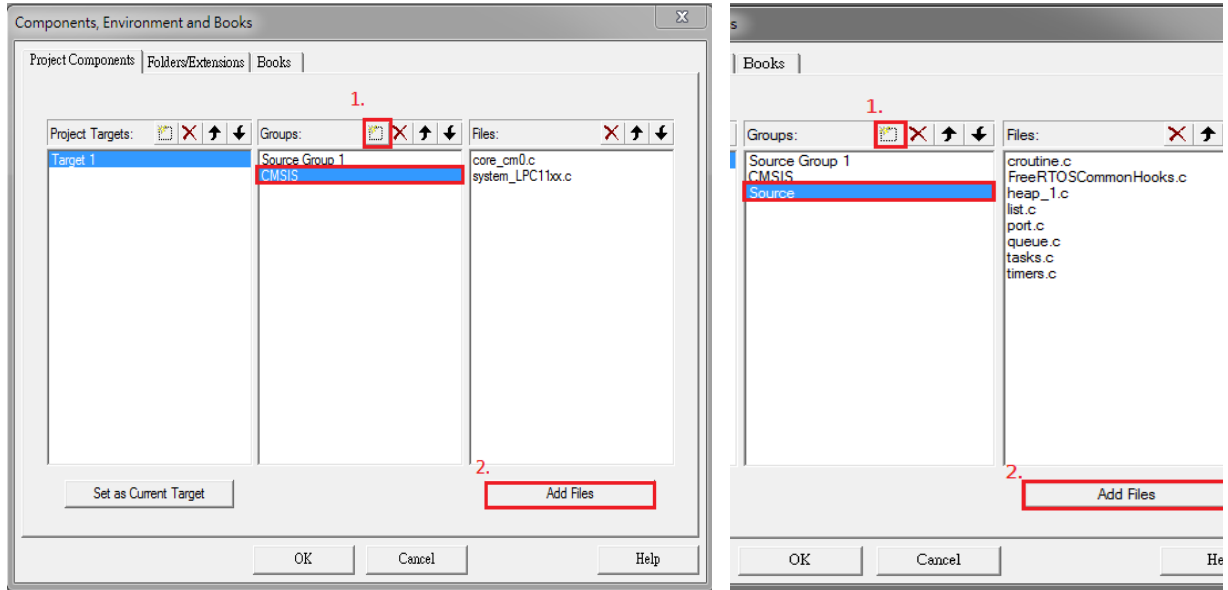 Components, Environment and Books
Project Components Folders/Extensions Books
1.
Project Targets: Groups: Files:
Target 1
Source Group 1
CMSIS
core_cm0.c
system_LPC11xx.c
2.
Set as Current Target Add Files
OK Cancel Help
s
Books
1.
Groups: Files:
Source Group 1
CMSIS
Source
croutine.c
FreeRTOSCommonHooks.c
heap_1.c
list.c
port.c
queue.c
tasks.c
timers.c
2.
Add Files
OK Cancel He